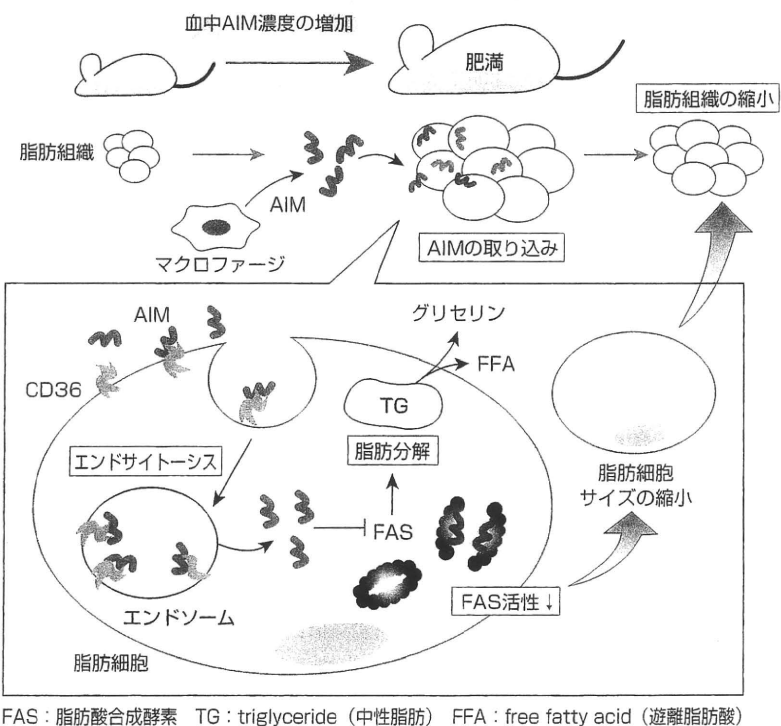 血中AIM濃度の増加
肥満
脂肪組織の縮小
脂肪組織
AIM
マクロファージ
AIMの取り込み
AIM
グリセリン
FFA
CD36
TG
エンドサイトーシス
脂肪分解
脂肪細胞
サイズの縮小
FAS
FAS活性↓
エンドソーム
脂肪細胞
FAS：脂肪酸合成酵素　TG：triglyceride（中性脂肪）　FFA：free fatty acid（遊離脂肪酸）